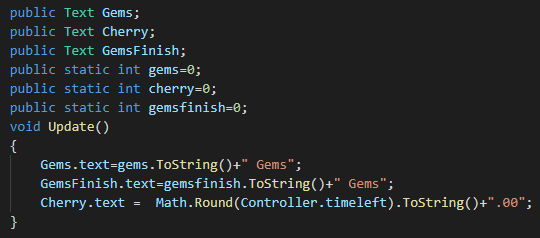 public Text Gems;
public Text Cherry;
public Text GemsFinish;
public static int gems=0;
public static int cherry=0;
public static int gemsfinish=0;
void Update()
{
    Gems.text=gems.ToString()+" Gems";
    GemsFinish.text=gemsfinish.ToString()+" Gems";
    Cherry.text =  Math.Round(Controller.timeleft).ToString()+".00";
}